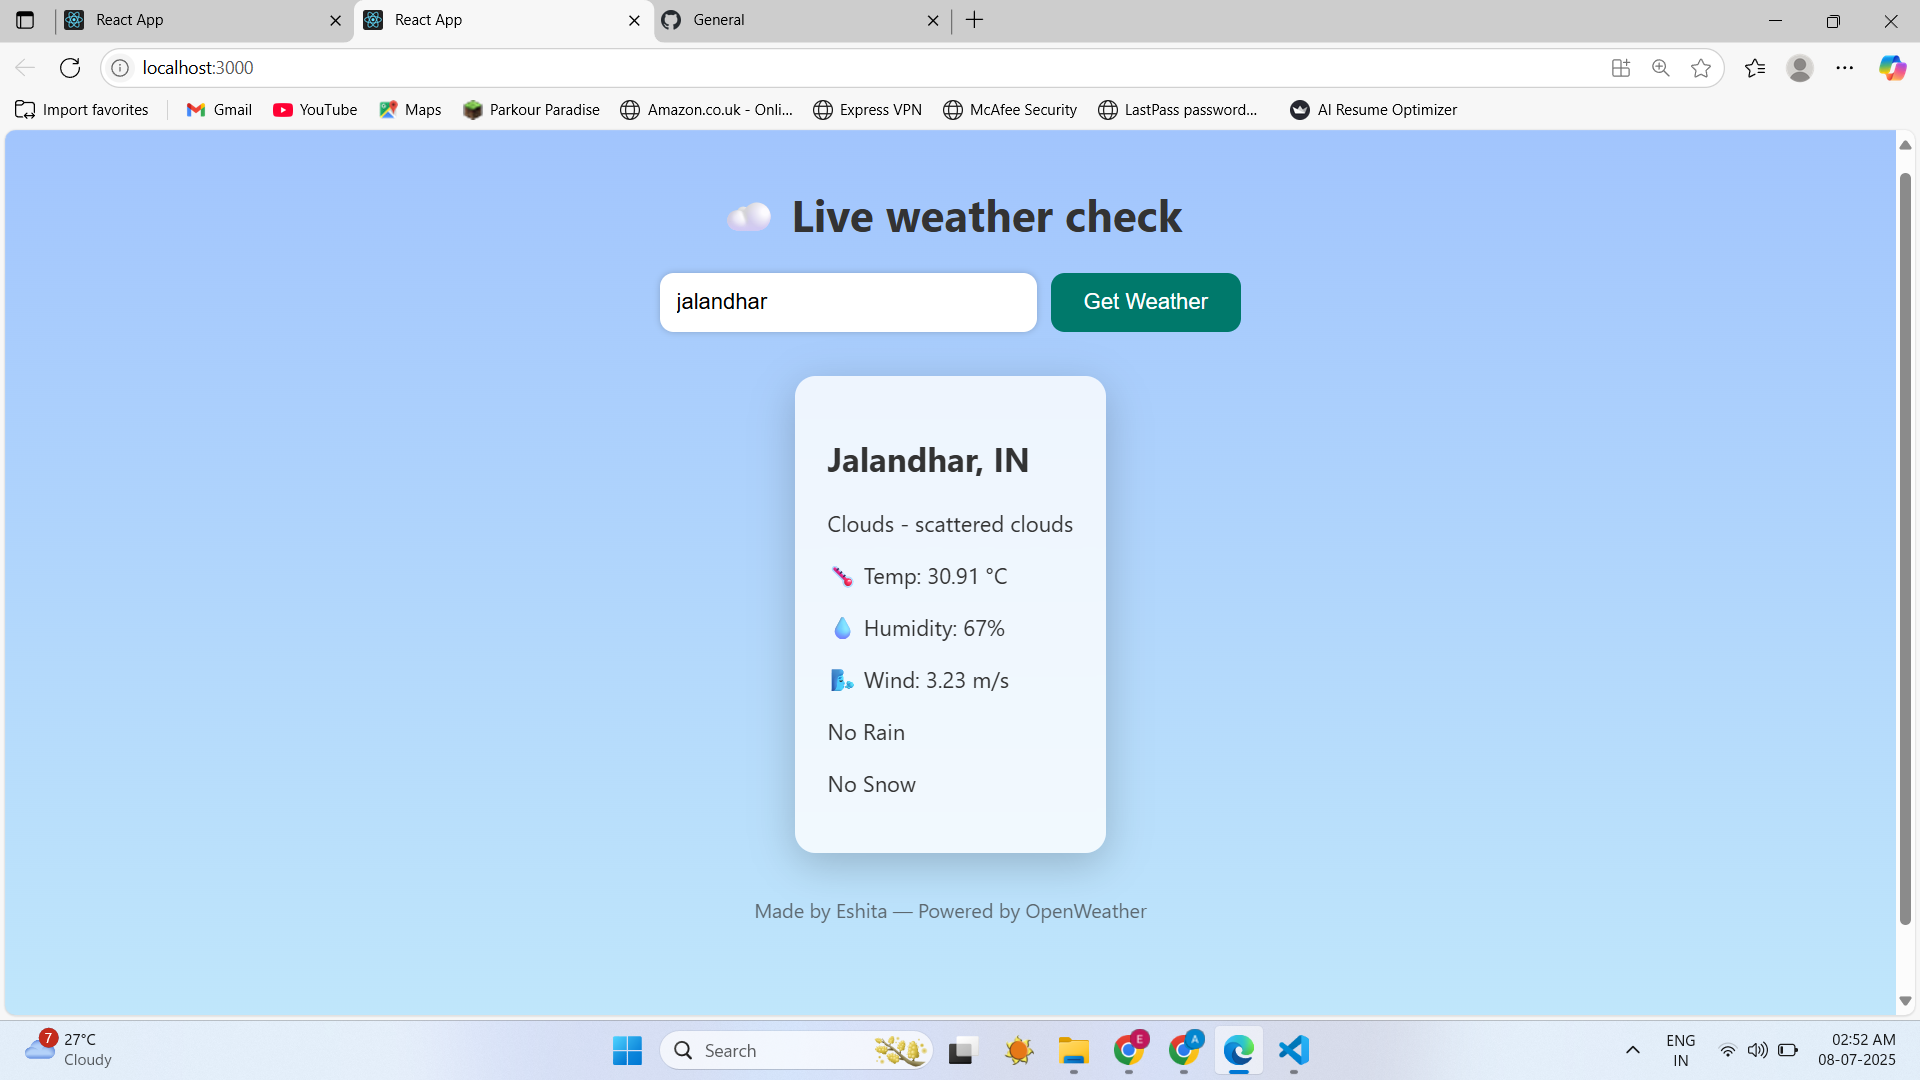 React App
React App
General
localhost:3000
Import favorites
Gmail
YouTube
Maps
Parkour Paradise
Amazon.co.uk - Onli...
Express VPN
McAfee Security
LastPass password...
AI Resume Optimizer
Live weather check
jalandhar
Get Weather
Jalandhar, IN
Clouds - scattered clouds
Temp: 30.91 °C
Humidity: 67%
Wind: 3.23 m/s
No Rain
No Snow
Made by Eshita — Powered by OpenWeather
7
27°C
Cloudy
Search
E
A
ENG
IN
02:52 AM
08-07-2025